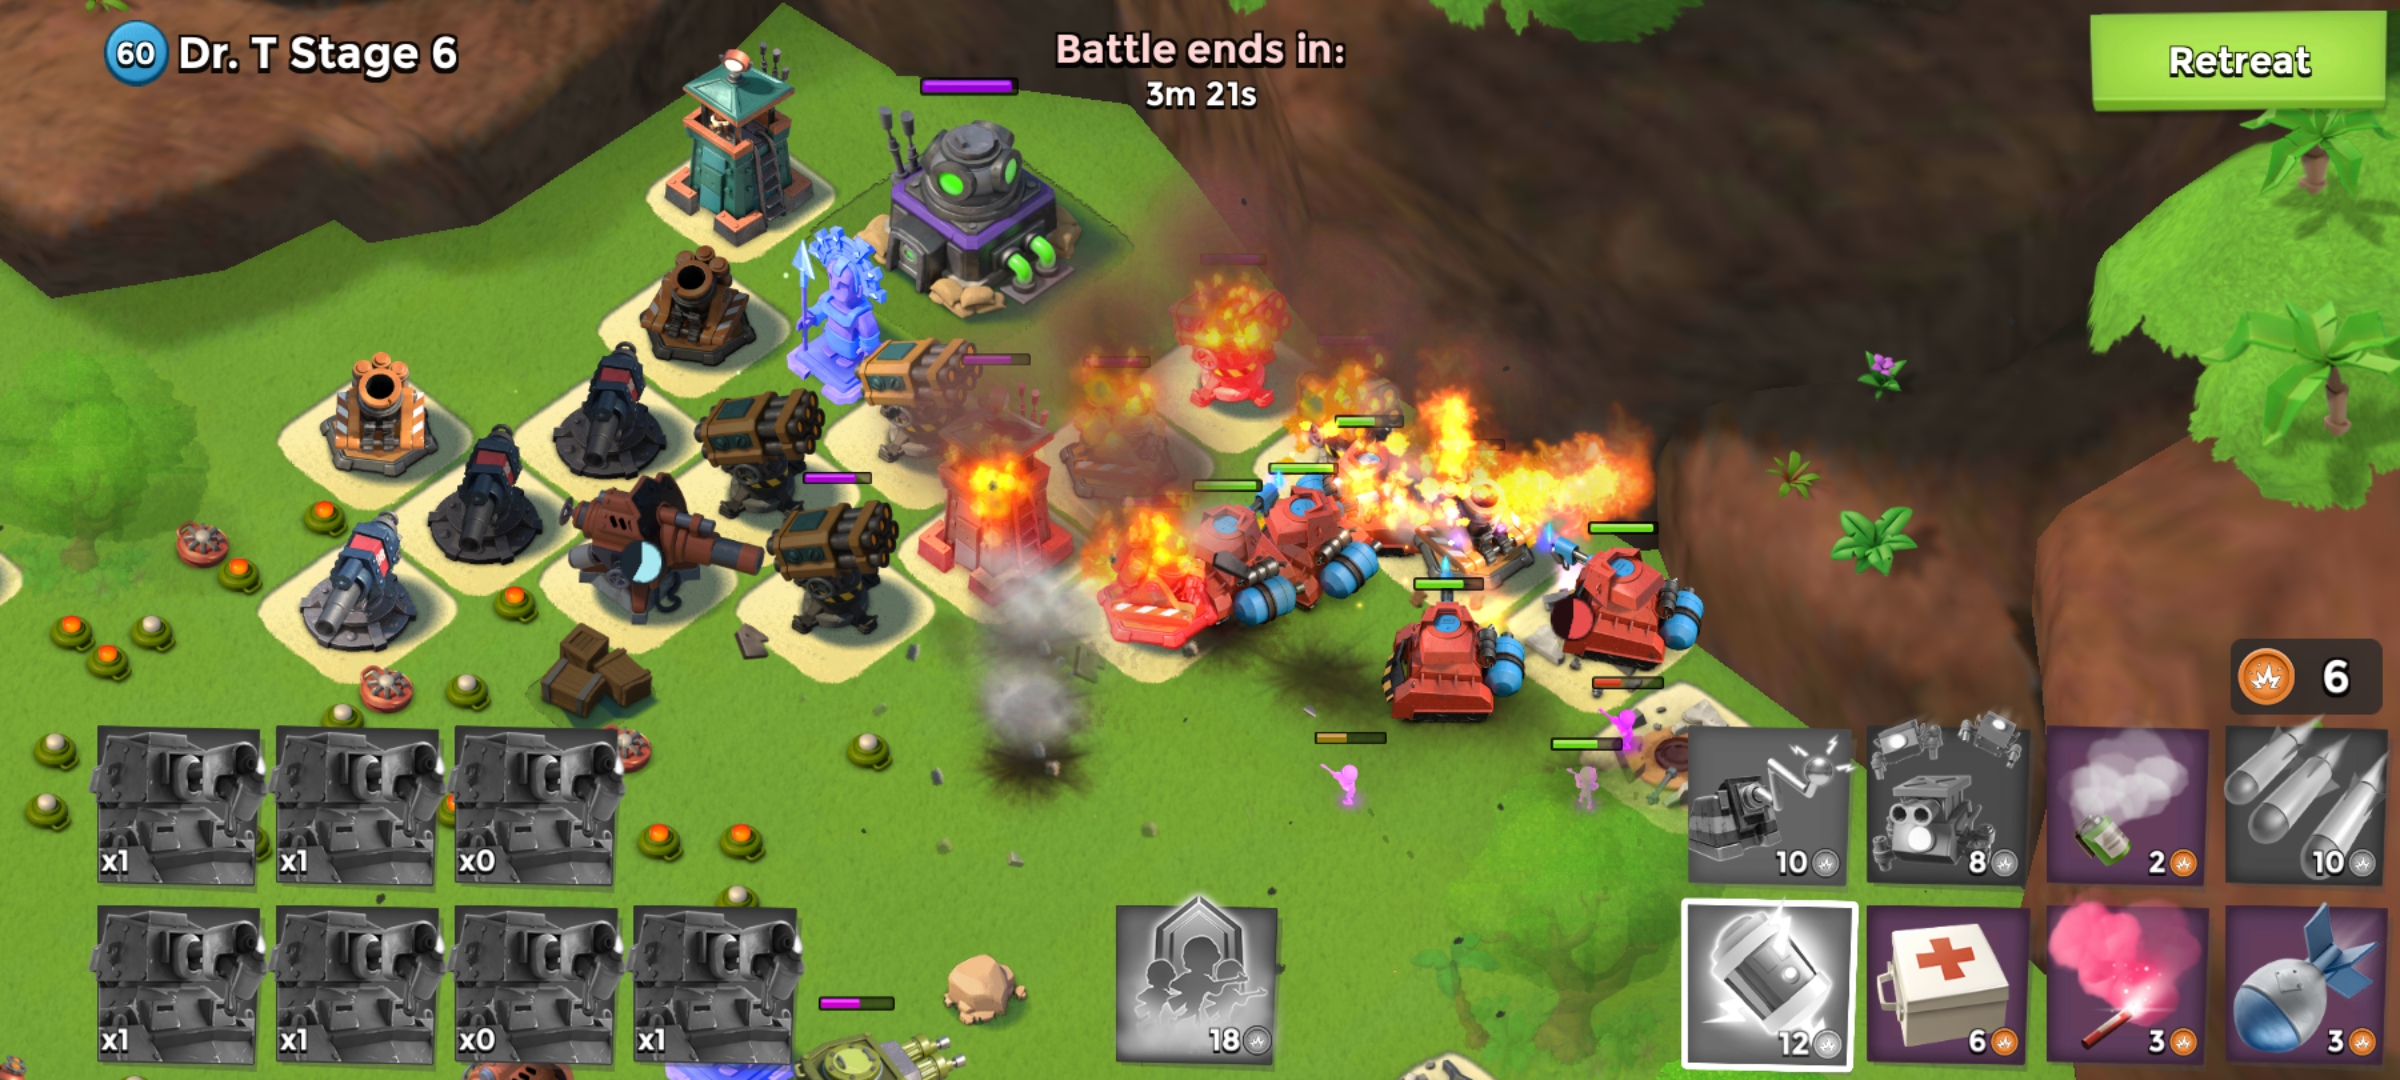 60 Dr. T Stage 6
Battle ends in:
3m 21s
Retreat
6
x1 x1 x0
10 8 2 10
x1 x1 x0 x1
18
12 6 3 3